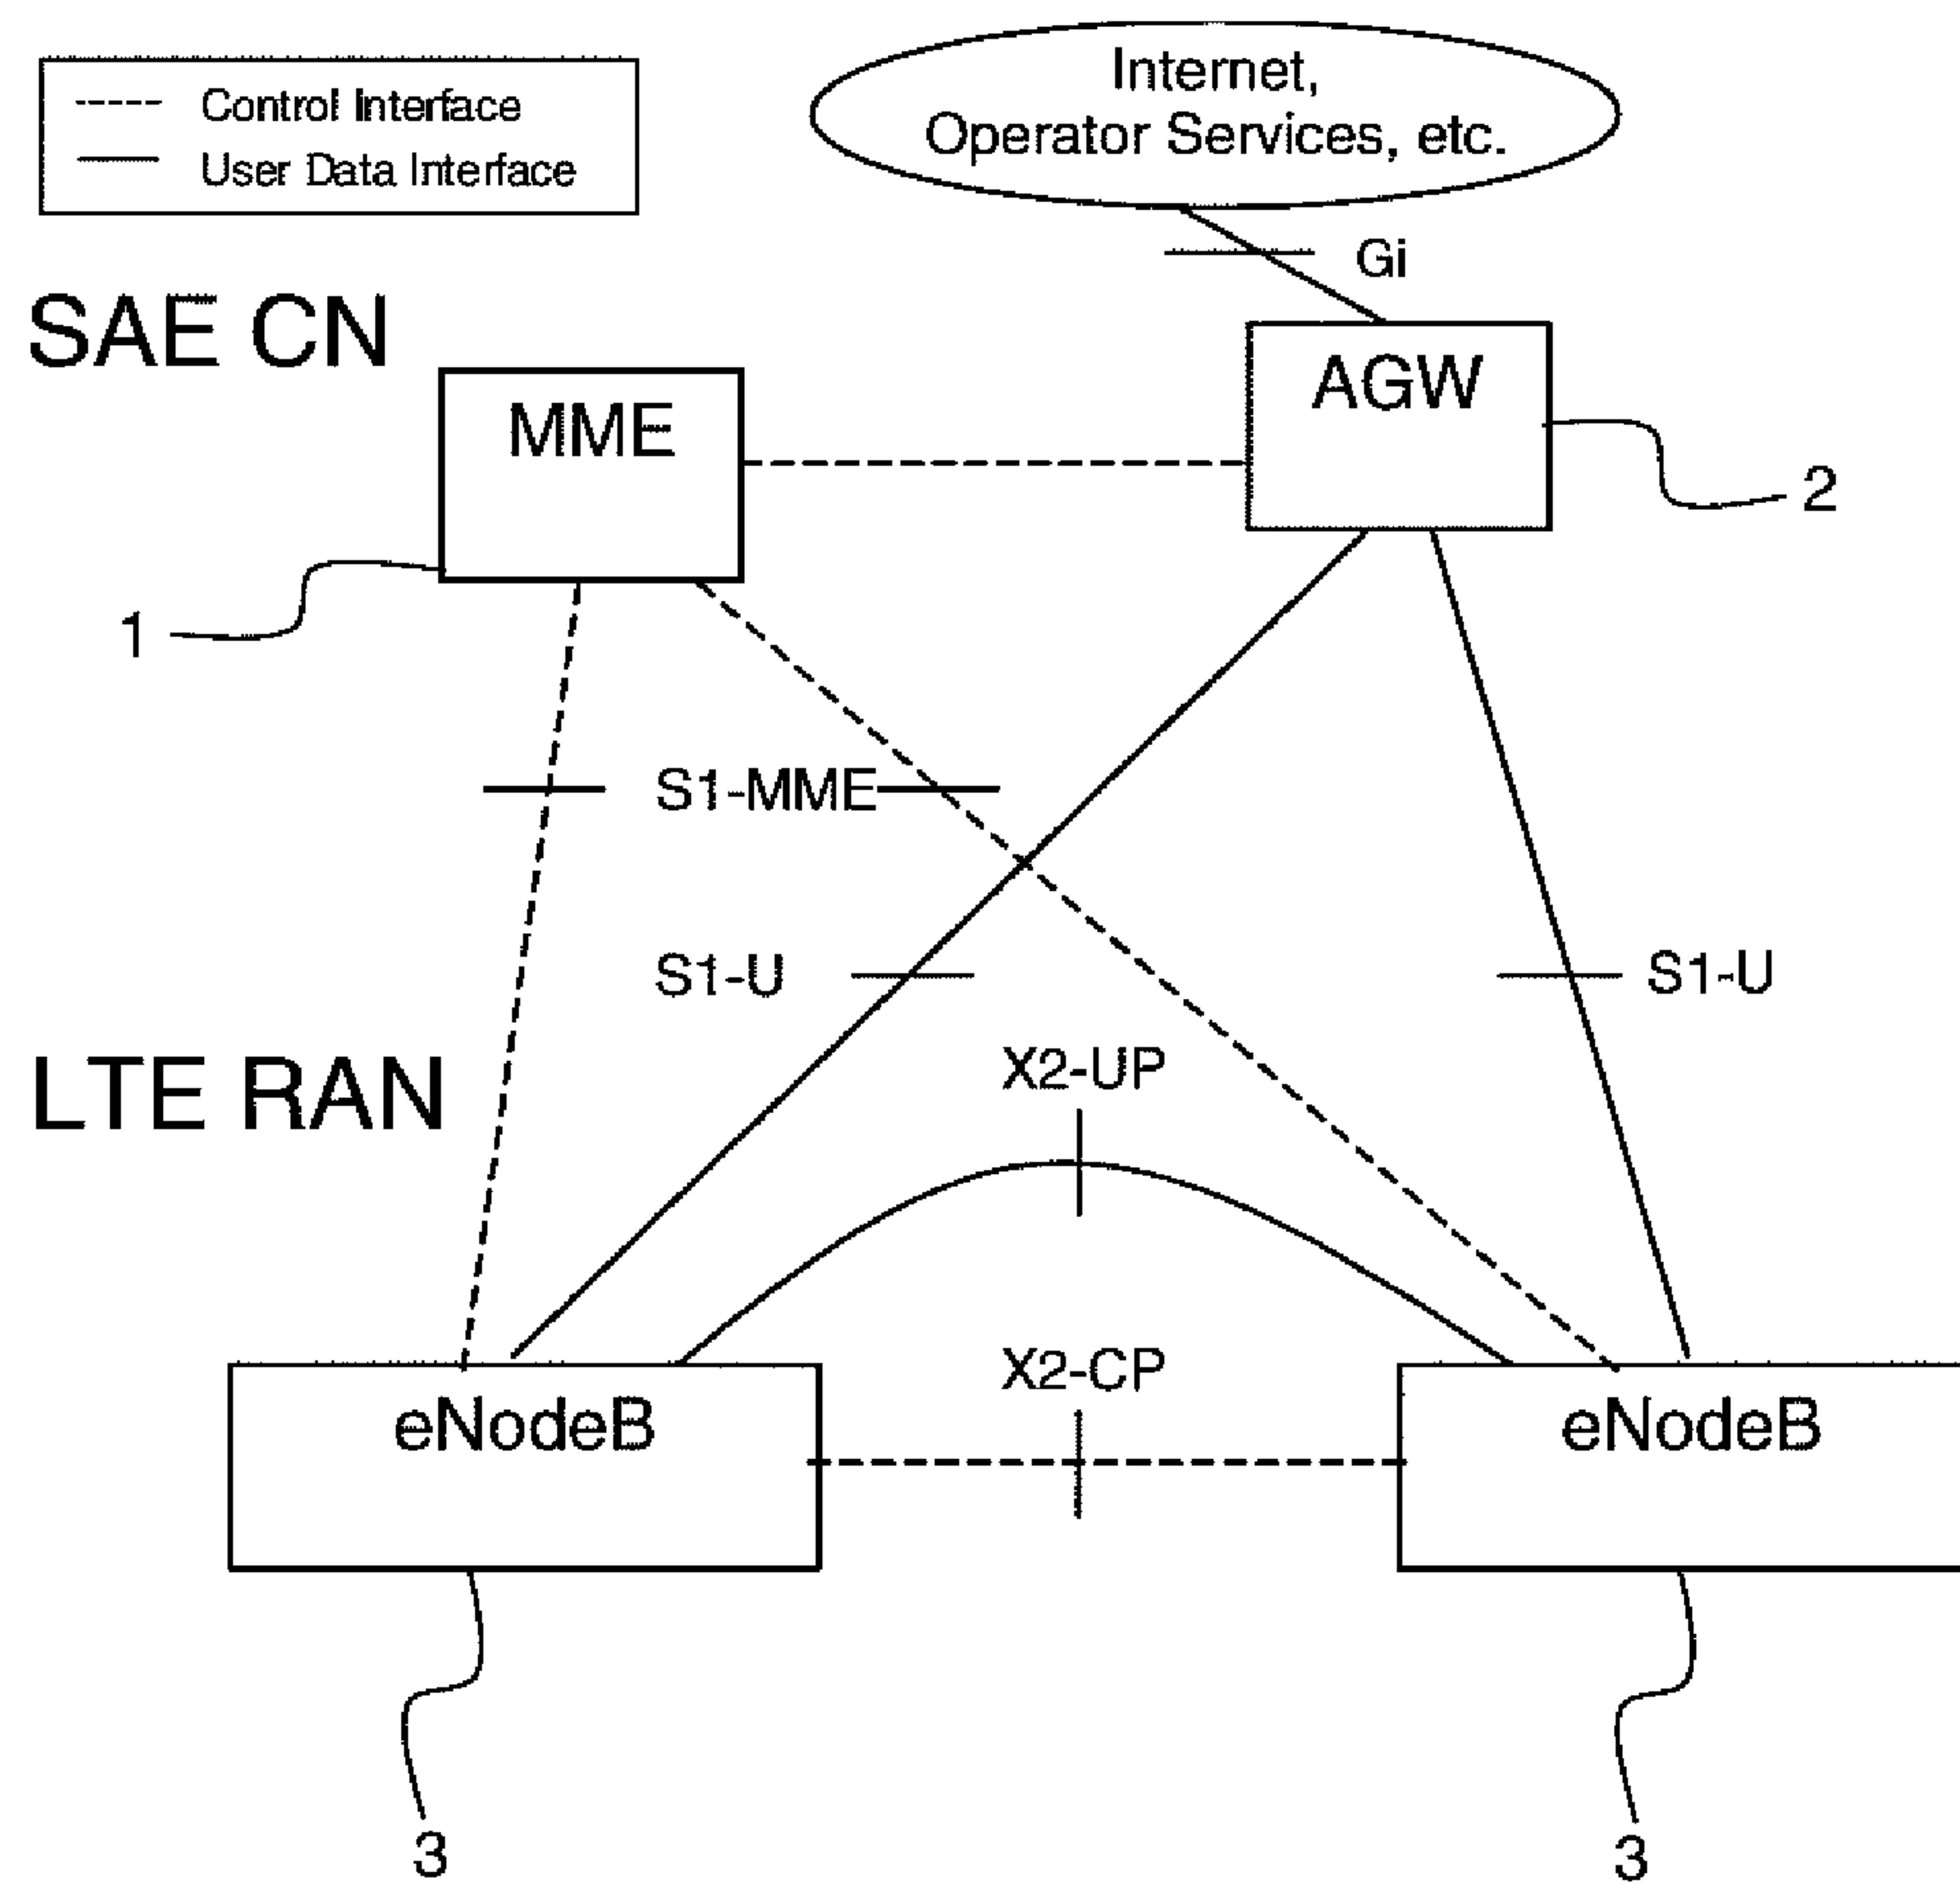 Control Interface
User Data Interface
Internet,
Operator Services, etc.
Gi
SAE CN
MME
AGW
2
1
S1-MME
S1-U
S1-U
LTE RAN
X2-UP
X2-CP
eNodeB
eNodeB
3
3